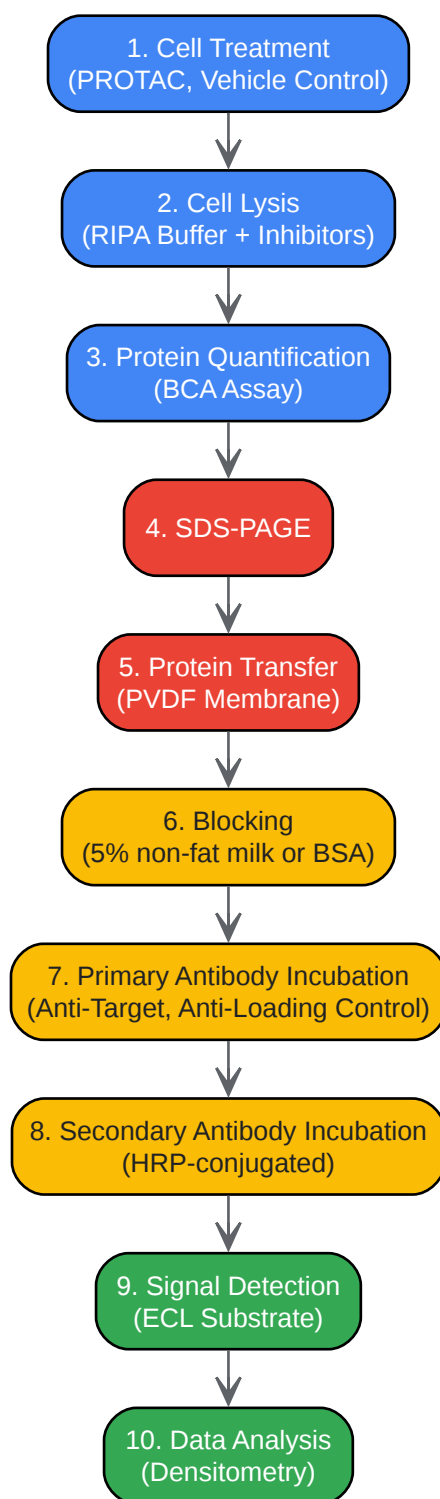 1. Cell Treatment
(PROTAC, Vehicle Control)
2. Cell Lysis
(RIPA Buffer + Inhibitors)
3. Protein Quantification
(BCA Assay)
4. SDS-PAGE
5. Protein Transfer
(PVDF Membrane)
6. Blocking
(5% non-fat milk or BSA)
7. Primary Antibody Incubation
(Anti-Target, Anti-Loading Control)
8. Secondary Antibody Incubation
(HRP-conjugated)
9. Signal Detection
(ECL Substrate)
10. Data Analysis
(Densitometry)